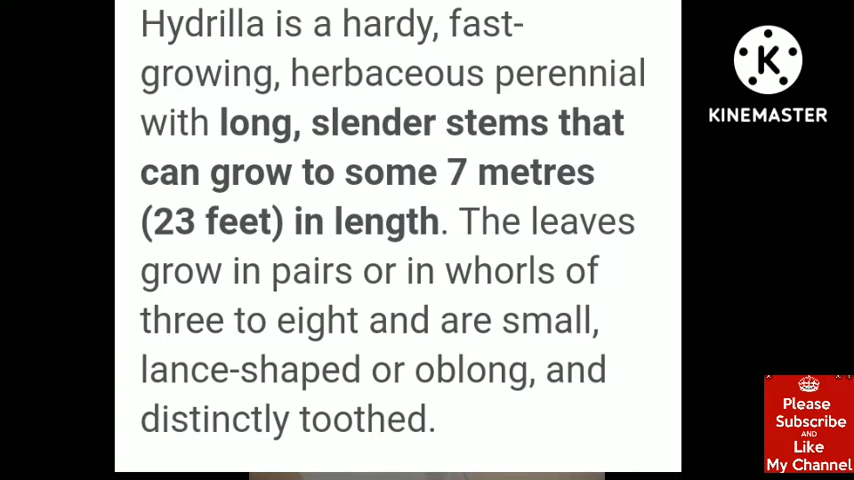 Hydrilla is a hardy, fast-
growing, herbaceous perennial
with long, slender stems that
can grow to some 7 metres
(23 feet) in length. The leaves
grow in pairs or in whorls of
three to eight and are small,
lance-shaped or oblong, and
distinctly toothed.
K
KINEMASTER
Please
Subscribe
AND
Like
My Channel